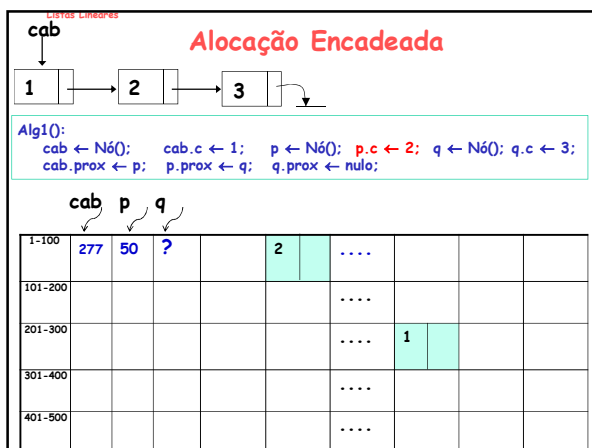 Listas Lineares
cab
Alocação Encadeada
1 2 3
Alg1():
cab ← Nó(); cab.c ← 1; p ← Nó(); p.c ← 2; q ← Nó(); q.c ← 3;
cab.prox ← p; p.prox ← q; q.prox ← nulo;
cab p q
1-100 277 50 ? 2 ....
101-200 ....
201-300 .... 1
301-400 ....
401-500 ....